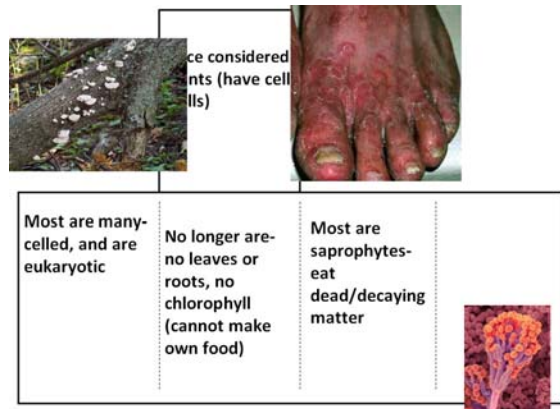 ce considered
nts (have cell
lls)
Most are many-
celled, and are
eukaryotic
No longer are-
no leaves or
roots, no
chlorophyll
(cannot make
own food)
Most are
saprophytes-
eat
dead/decaying
matter